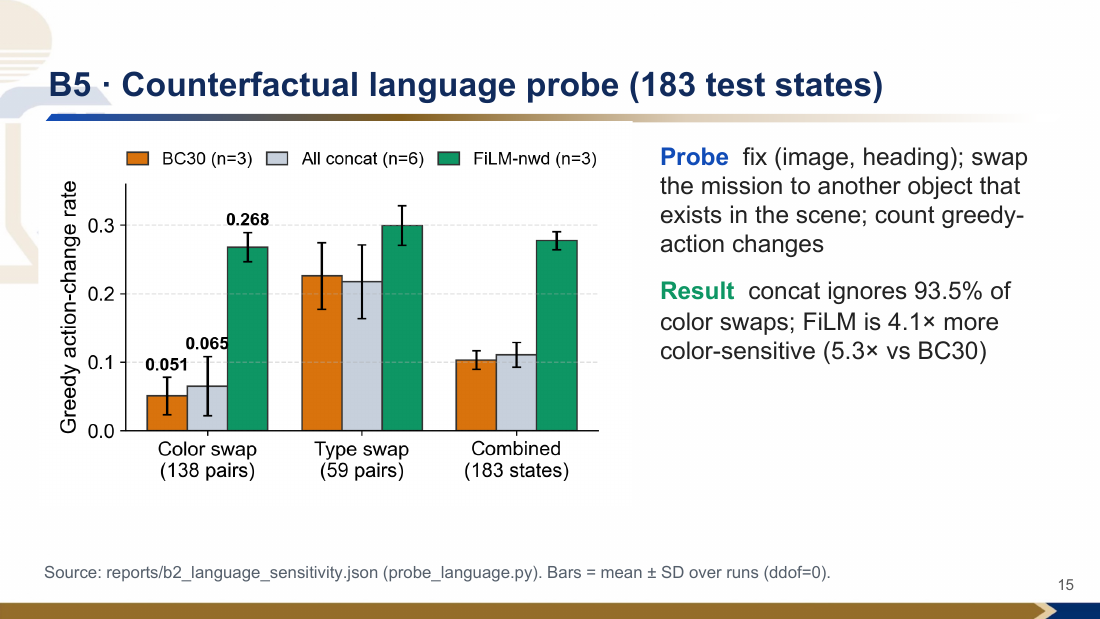 B5 · Counterfactual language probe (183 test states)
BC30 (n=3) All concat (n=6) FiLM-nwd (n=3)
Greedy action-change rate
0.3
0.2
0.1
0.0
0.051
0.065
0.268
Color swap
(138 pairs)
Type swap
(59 pairs)
Combined
(183 states)
Probe fix (image, heading); swap
the mission to another object that
exists in the scene; count greedy-
action changes
Result concat ignores 93.5% of
color swaps; FiLM is 4.1× more
color-sensitive (5.3× vs BC30)
Source: reports/b2_language_sensitivity.json (probe_language.py). Bars = mean ± SD over runs (ddof=0).
15